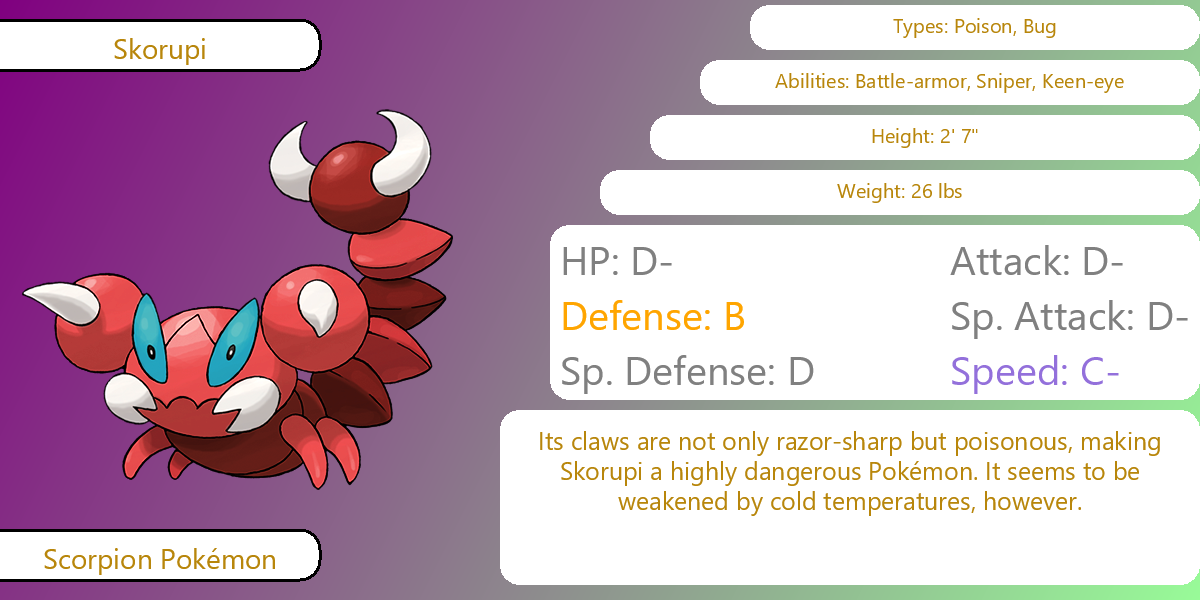 Skorupi
Types: Poison, Bug
Abilities: Battle-armor, Sniper, Keen-eye
Height: 2' 7"
Weight: 26 lbs
HP: D-
Attack: D-
Defense: B
Sp. Attack: D-
Sp. Defense: D
Speed: C-
Its claws are not only razor-sharp but poisonous, making
Skorupi a highly dangerous Pokémon. It seems to be
weakened by cold temperatures, however.
Scorpion Pokémon